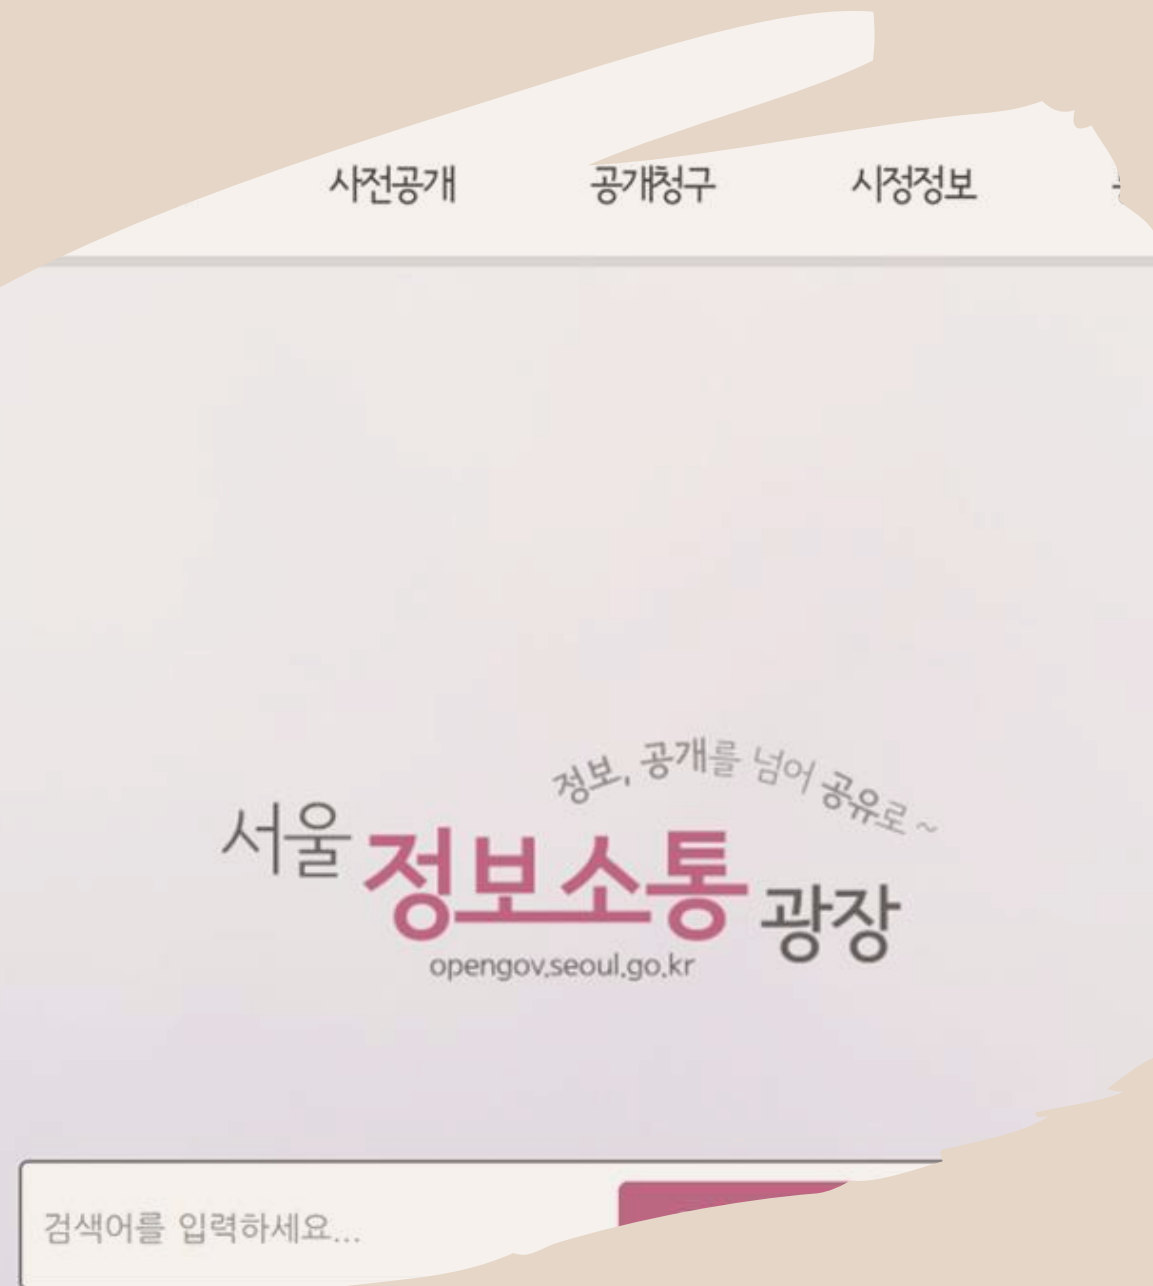 사전공개 공개청구 시정정보
정보, 공개를 넘어 공유로 ~
서울 정보소통 광장
opengov.seoul.go.kr
검색어를 입력하세요...